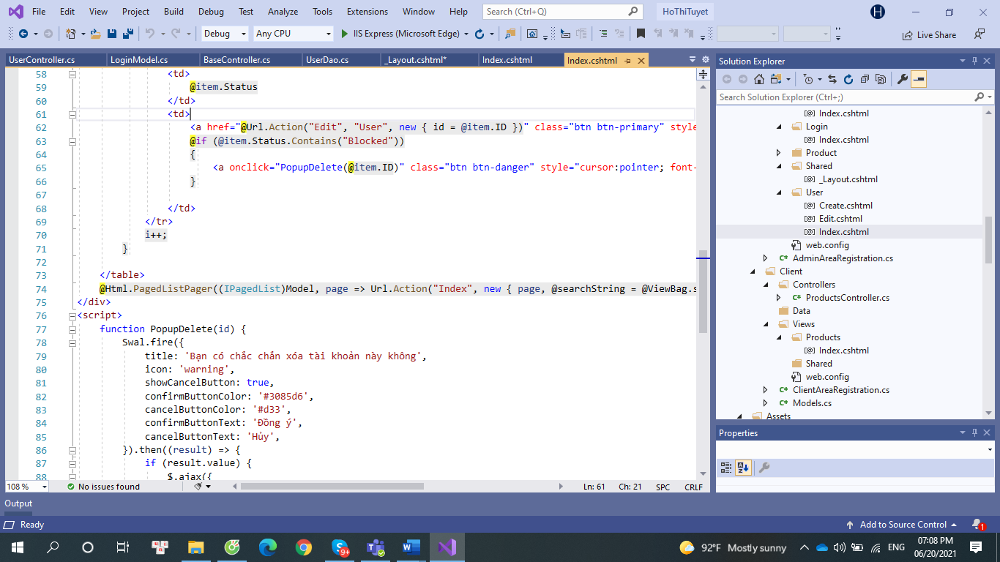 File Edit View Project Build Debug Test Analyze Tools Extensions Window Help Search (Ctrl+Q) HoThiTuyet H
Debug Any CPU IIS Express (Microsoft Edge) Live Share
UserController.cs LoginModel.cs BaseController.cs UserDao.cs _Layout.cshtml* Index.cshtml Index.cshtml
58 <td>
59 @item.Status
60 </td>
61 <td>
62 <a href="@Url.Action("Edit", "User", new { id = @item.ID })" class="btn btn-primary" style
63 @if (@item.Status.Contains("Blocked"))
64 {
65 <a onclick="PopupDelete(@item.ID)" class="btn btn-danger" style="cursor:pointer; font-
66 }
67
68 </td>
69 </tr>
70 i++;
71 }
72
73 </table>
74 @Html.PagedListPager((IPagedList)Model, page => Url.Action("Index", new { page, @searchString = @ViewBag.s
75 </div>
76 <script>
77 function PopupDelete(id) {
78 Swal.fire({
79 title: 'Bạn có chắc chắn xóa tài khoản này không',
80 icon: 'warning',
81 showCancelButton: true,
82 confirmButtonColor: '#3085d6',
83 cancelButtonColor: '#d33',
84 confirmButtonText: 'Đồng ý',
85 cancelButtonText: 'Hủy',
86 }).then((result) => {
87 if (result.value) {
88 $.ajax({
108 % No issues found Ln: 61 Ch: 21 SPC CRLF
Solution Explorer
Search Solution Explorer (Ctrl+;)
Index.cshtml
Login
Index.cshtml
Product
Shared
_Layout.cshtml
User
Create.cshtml
Edit.cshtml
Index.cshtml
web.config
AdminAreaRegistration.cs
Client
Controllers
ProductsController.cs
Data
Views
Products
Index.cshtml
Shared
web.config
ClientAreaRegistration.cs
Models.cs
Assets
Properties
Output
Ready Add to Source Control 1
9+ 92°F Mostly sunny ENG 07:08 PM
06/20/2021